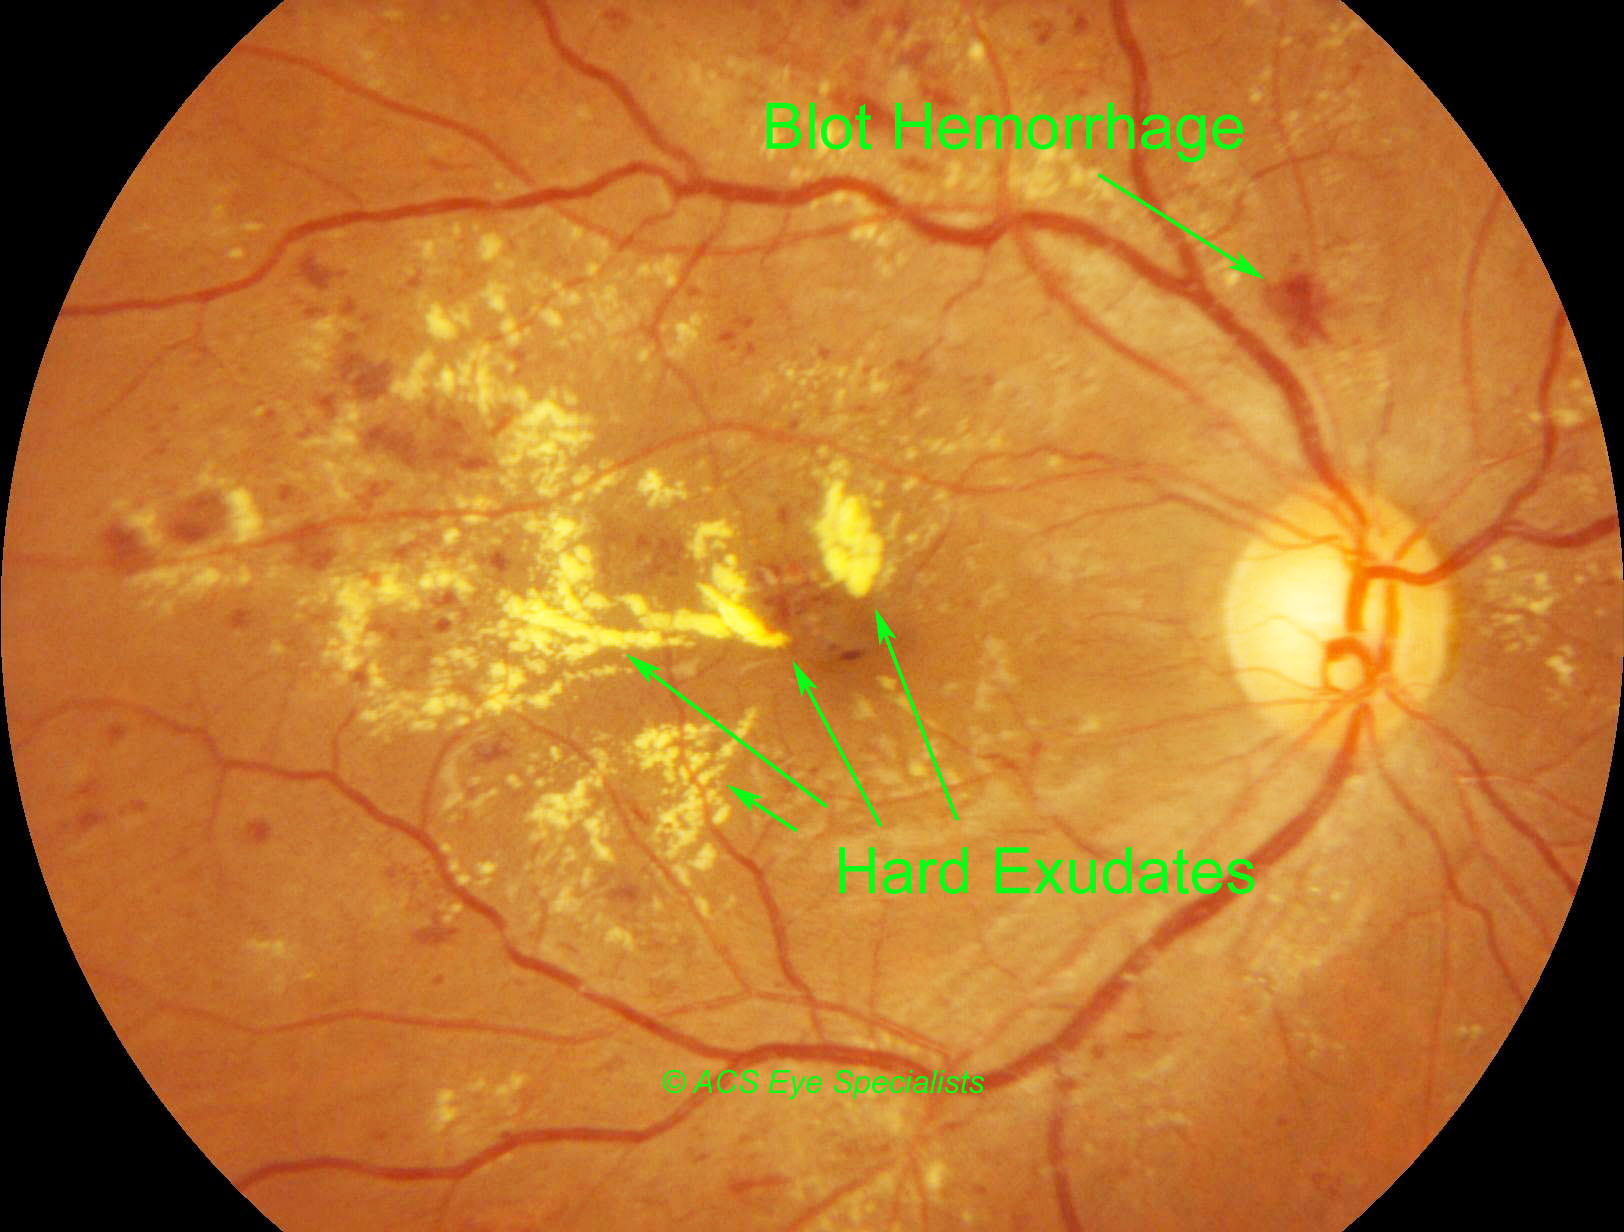 Blot Hemorrhage
Hard Exudates
© ACS Eye Specialists